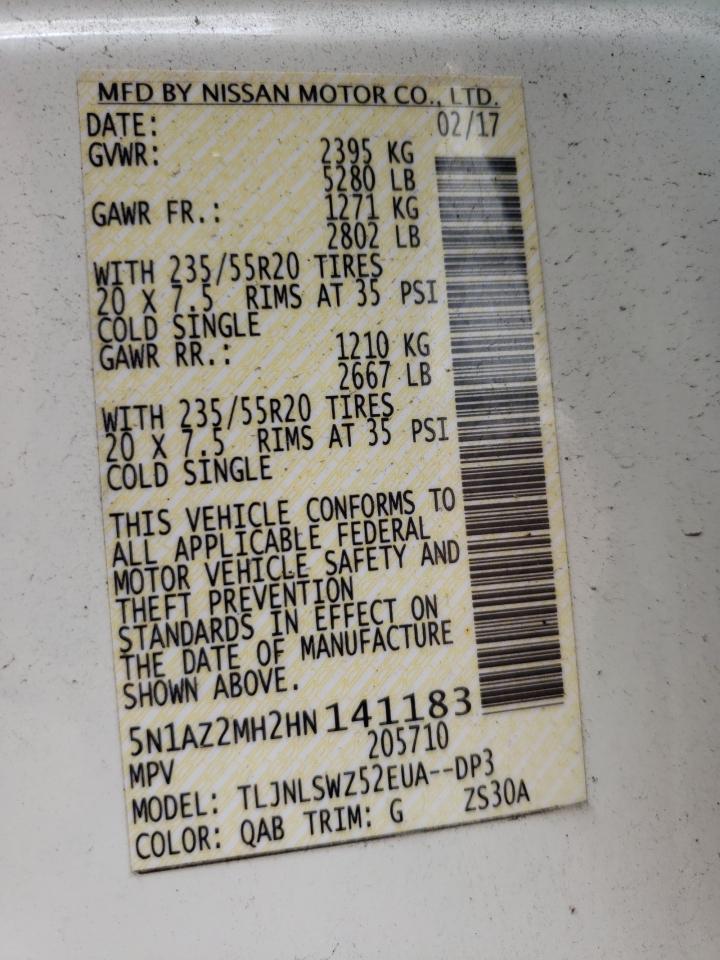 MFD BY NISSAN MOTOR CO., LTD.
DATE: 02/17
GVWR: 2395 KG
5280 LB
GAWR FR.: 1271 KG
2802 LB
WITH 235/55R20 TIRES
20 X 7.5 RIMS AT 35 PSI
COLD SINGLE
GAWR RR.: 1210 KG
2667 LB
WITH 235/55R20 TIRES
20 X 7.5 RIMS AT 35 PSI
COLD SINGLE
THIS VEHICLE CONFORMS TO
ALL APPLICABLE FEDERAL
MOTOR VEHICLE SAFETY AND
THEFT PREVENTION
STANDARDS IN EFFECT ON
THE DATE OF MANUFACTURE
SHOWN ABOVE.
5N1AZ2MH2HN141183
MPV 205710
MODEL: TLJNLSWZ52EUA--DP3
COLOR: QAB TRIM: G ZS30A